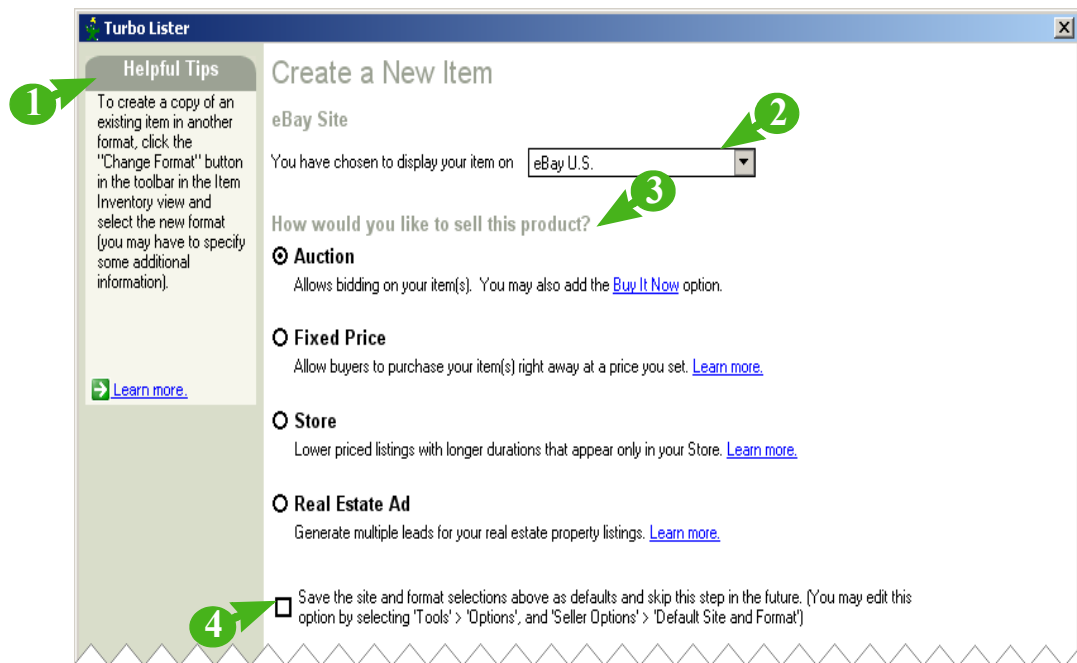 Turbo Lister
Helpful Tips
1
To create a copy of an
existing item in another
format, click the
"Change Format" button
in the toolbar in the Item
Inventory view and
select the new format
(you may have to specify
some additional
information).
Learn more.
Create a New Item
eBay Site
2
You have chosen to display your item on eBay U.S.
3
How would you like to sell this product?
Auction
Allows bidding on your item(s). You may also add the Buy It Now option.
Fixed Price
Allow buyers to purchase your item(s) right away at a price you set. Learn more.
Store
Lower priced listings with longer durations that appear only in your Store. Learn more.
Real Estate Ad
Generate multiple leads for your real estate property listings. Learn more.
4
Save the site and format selections above as defaults and skip this step in the future. (You may edit this
option by selecting 'Tools' > 'Options', and 'Seller Options' > 'Default Site and Format')